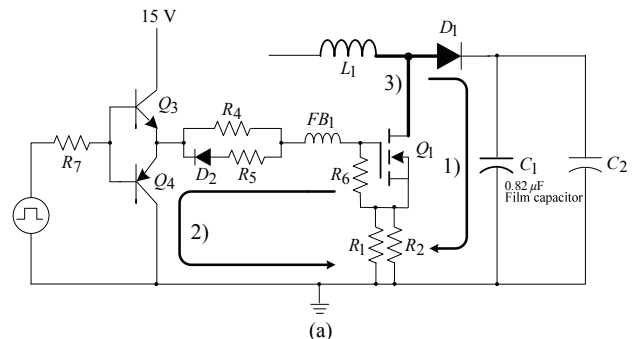 15 V
D1
L1
3)
Q3
R4
FB1
Q1
R7
Q4
D2
R5
R6
1)
C1
C2
0.82 μF
Film capacitor
2)
R1
R2
(a)